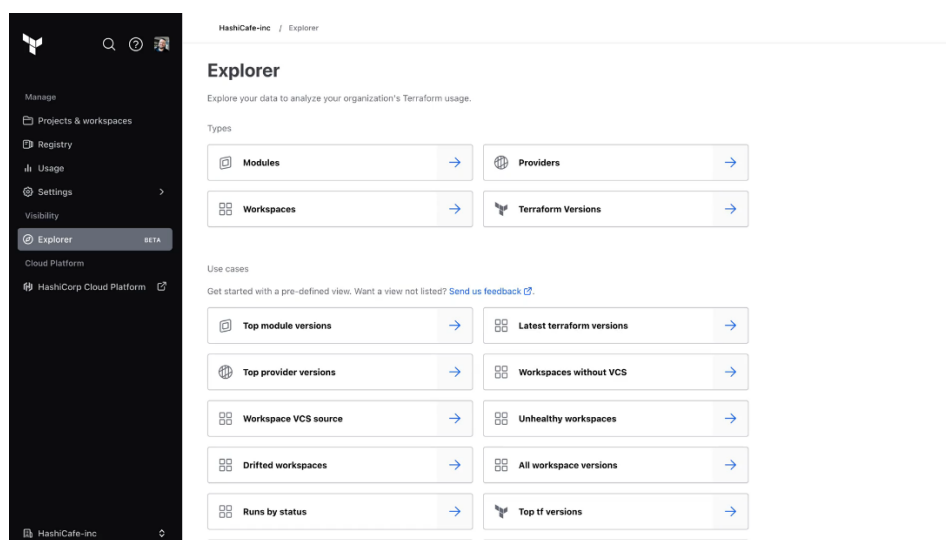 HashiCafe-inc / Explorer
Manage
Projects & workspaces
Registry
Usage
Settings
Visibility
Explorer BETA
Cloud Platform
HashiCorp Cloud Platform
HashiCafe-inc
Explorer
Explore your data to analyze your organization's Terraform usage.
Types
Modules
Providers
Workspaces
Terraform Versions
Use cases
Get started with a pre-defined view. Want a view not listed? Send us feedback.
Top module versions
Latest terraform versions
Top provider versions
Workspaces without VCS
Workspace VCS source
Unhealthy workspaces
Drifted workspaces
All workspace versions
Runs by status
Top tf versions